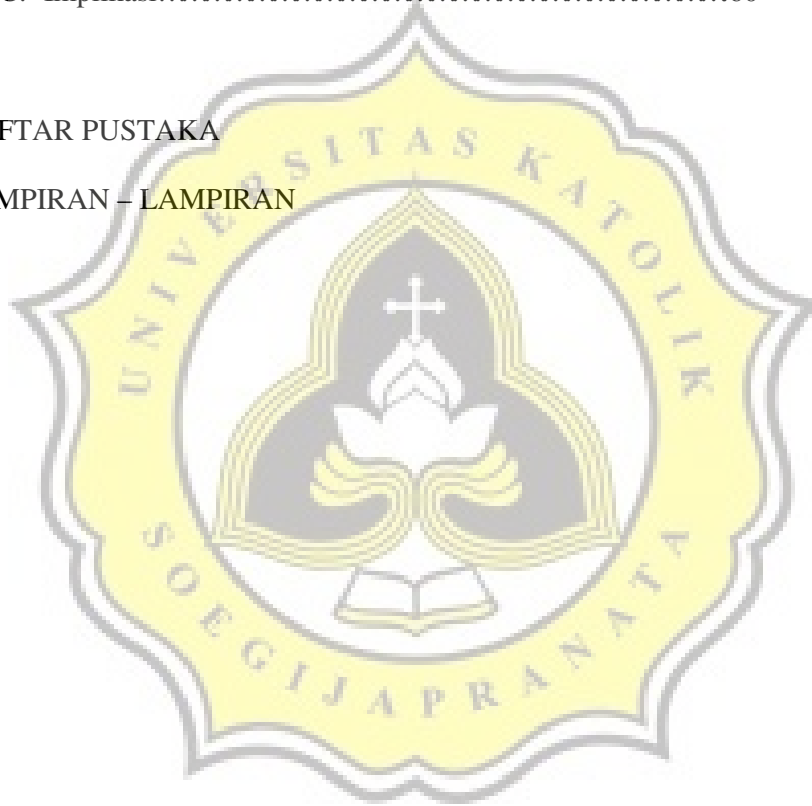 FTAR PUSTAKA
MPIRAN – LAMPIRAN
UNIVERSITAS KATOLIK
SOEGIJAPRANATA